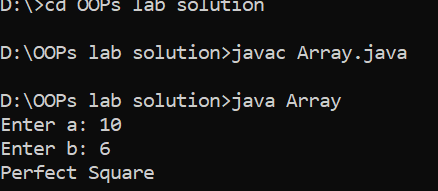 D:\>cd OOPs lab solution
D:\OOPs lab solution>javac Array.java
D:\OOPs lab solution>java Array
Enter a: 10
Enter b: 6
Perfect Square